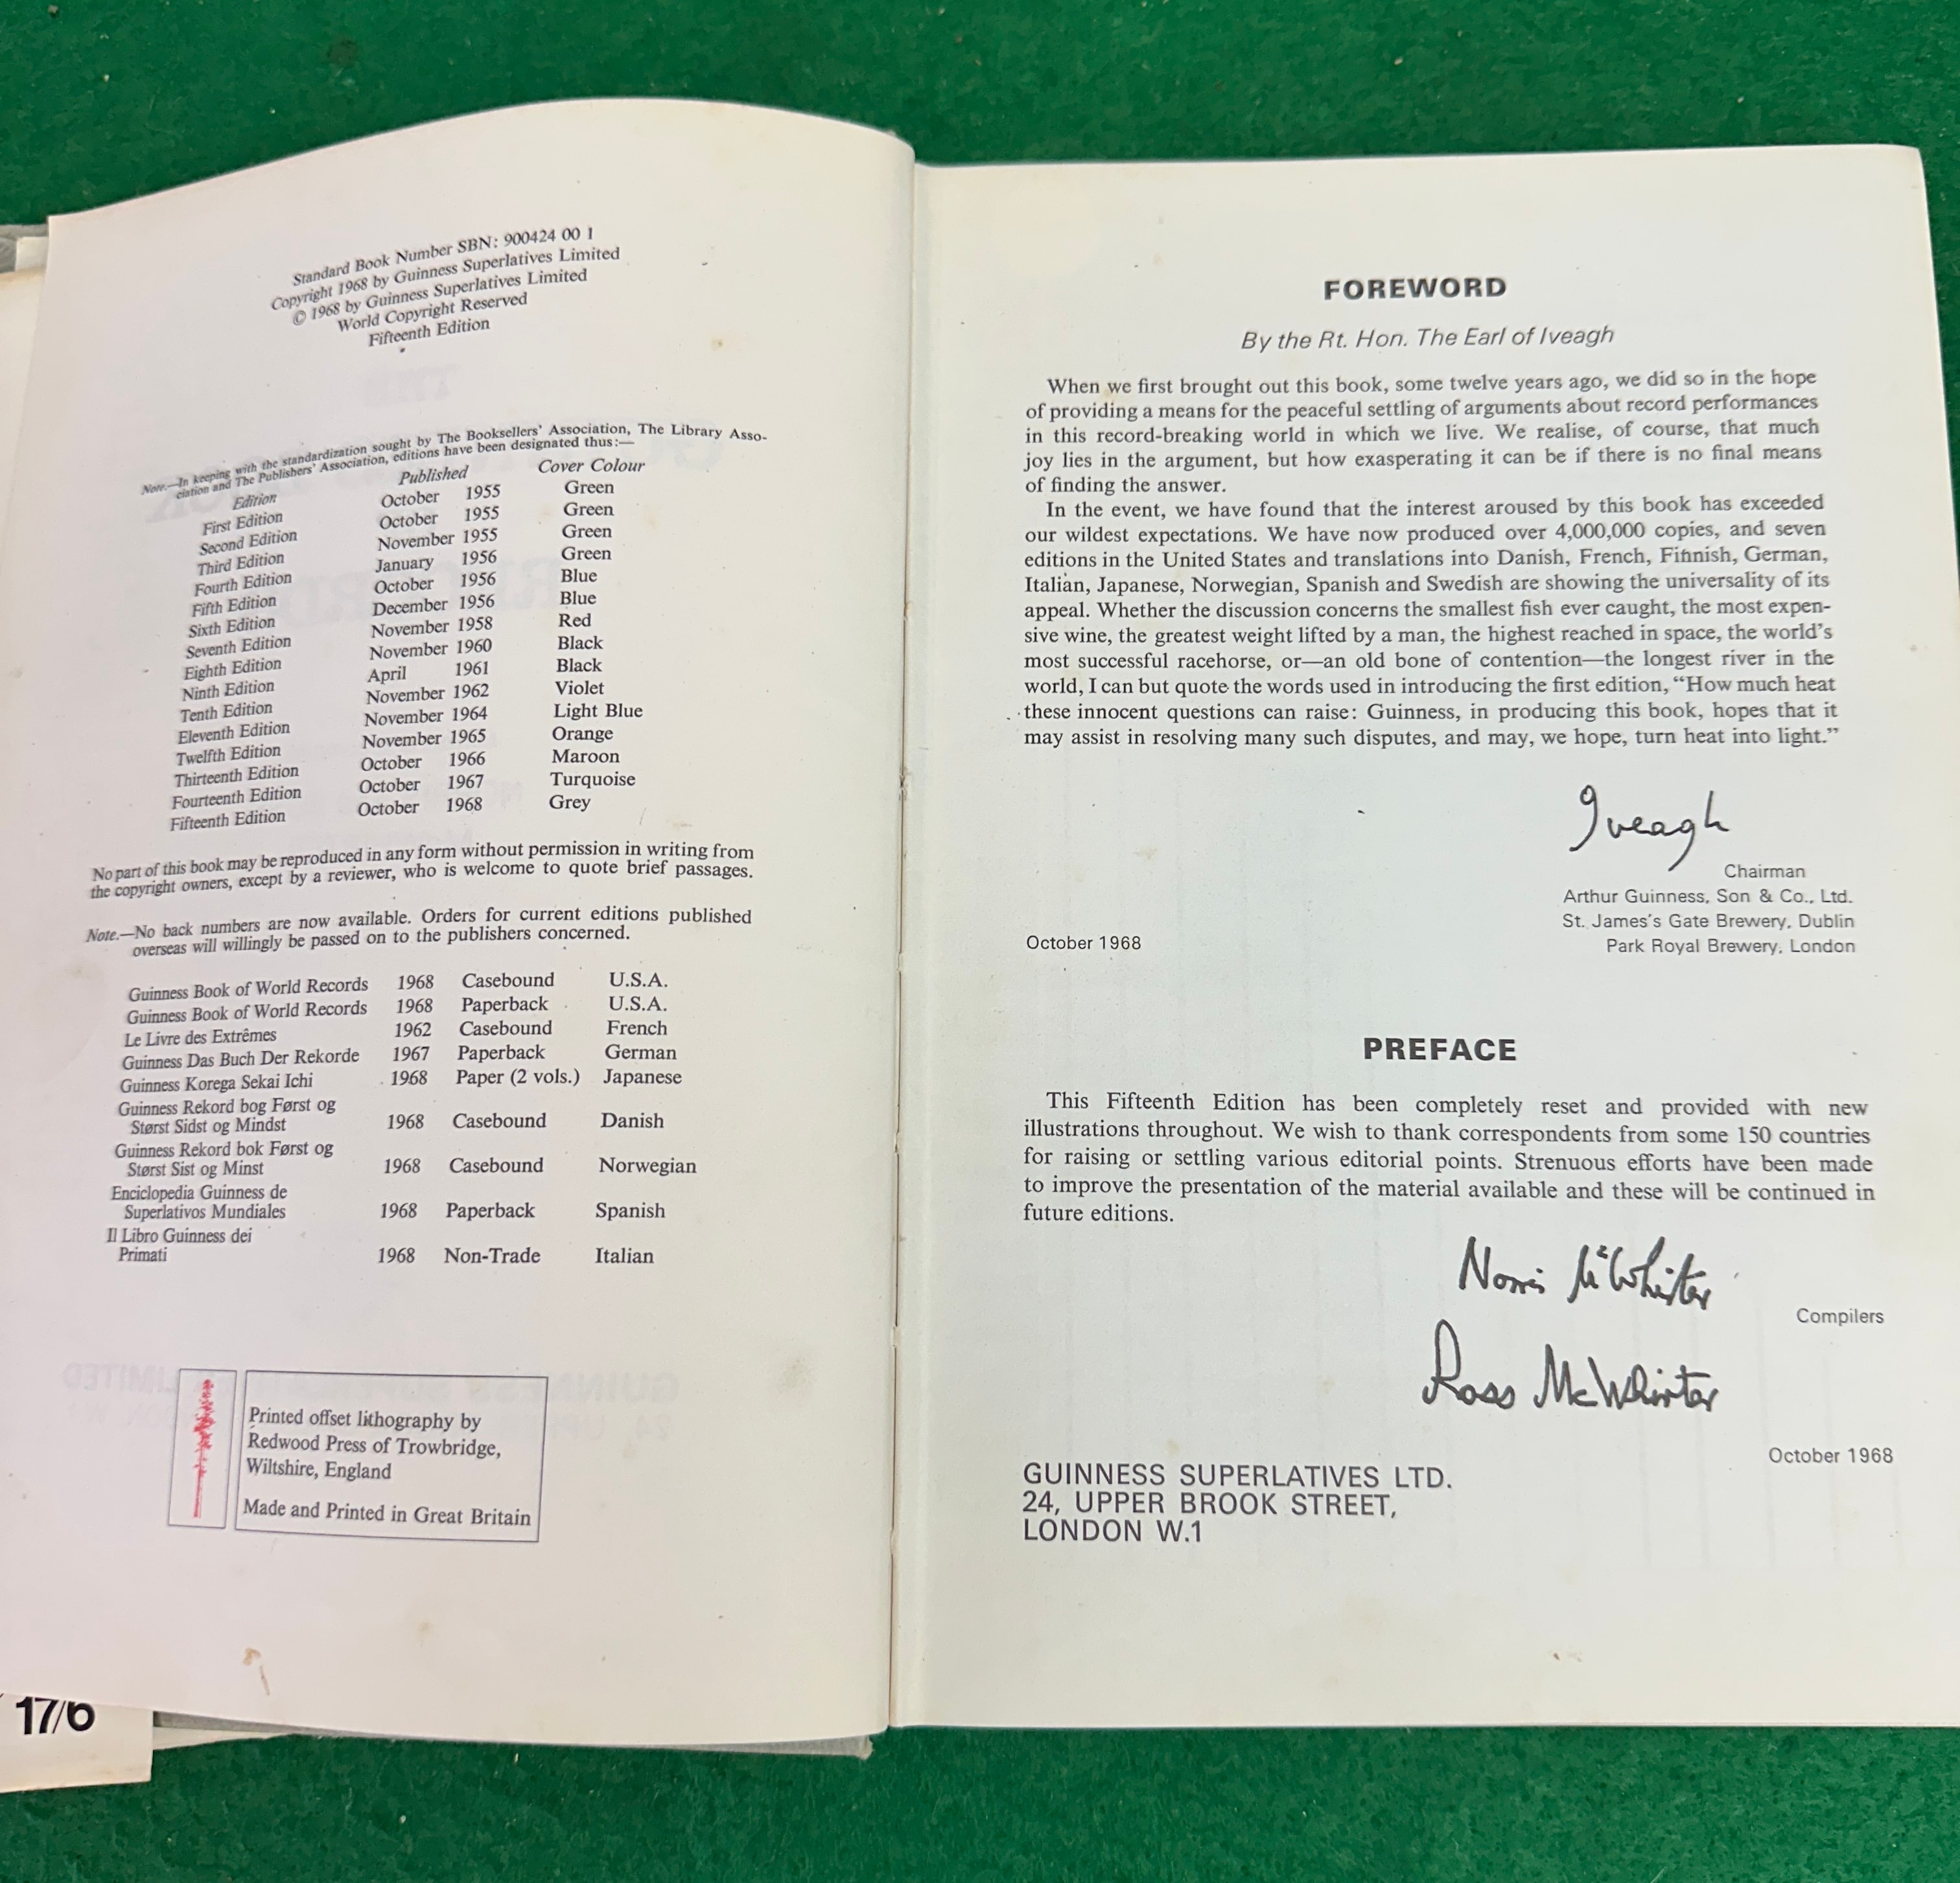 Standard Book Number SBN: 900424 00 1
Copyright 1968 by Guinness Superlatives Limited
© 1968 by Guinness Superlatives Limited
World Copyright Reserved
Fifteenth Edition
Note.—In keeping with the standardization sought by The Booksellers' Association, The Library Asso-
ciation and The Publishers' Association, editions have been designated thus:—
Edition Published Cover Colour
First Edition October 1955 Green
Second Edition October 1955 Green
Third Edition November 1955 Green
Fourth Edition January 1956 Green
Fifth Edition October 1956 Blue
Sixth Edition December 1956 Blue
Seventh Edition November 1958 Red
Eighth Edition November 1960 Black
Ninth Edition April 1961 Black
Tenth Edition November 1962 Violet
Eleventh Edition November 1964 Light Blue
Twelfth Edition November 1965 Orange
Thirteenth Edition October 1966 Maroon
Fourteenth Edition October 1967 Turquoise
Fifteenth Edition October 1968 Grey
No part of this book may be reproduced in any form without permission in writing from
the copyright owners, except by a reviewer, who is welcome to quote brief passages.
Note.—No back numbers are now available. Orders for current editions published
overseas will willingly be passed on to the publishers concerned.
Guinness Book of World Records 1968 Casebound U.S.A.
Guinness Book of World Records 1968 Paperback U.S.A.
Le Livre des Extrêmes 1962 Casebound French
Guinness Das Buch Der Rekorde 1967 Paperback German
Guinness Korega Sekai Ichi 1968 Paper (2 vols.) Japanese
Guinness Rekord bog Først og
Størst Sidst og Mindst 1968 Casebound Danish
Guinness Rekord bok Først og
Størst Sist og Minst 1968 Casebound Norwegian
Enciclopedia Guinness de
Superlativos Mundiales 1968 Paperback Spanish
Il Libro Guinness dei
Primati 1968 Non-Trade Italian
Printed offset lithography by
Redwood Press of Trowbridge,
Wiltshire, England
Made and Printed in Great Britain
17/6
FOREWORD
By the Rt. Hon. The Earl of Iveagh
When we first brought out this book, some twelve years ago, we did so in the hope
of providing a means for the peaceful settling of arguments about record performances
in this record-breaking world in which we live. We realise, of course, that much
joy lies in the argument, but how exasperating it can be if there is no final means
of finding the answer.
In the event, we have found that the interest aroused by this book has exceeded
our wildest expectations. We have now produced over 4,000,000 copies, and seven
editions in the United States and translations into Danish, French, Finnish, German,
Italian, Japanese, Norwegian, Spanish and Swedish are showing the universality of its
appeal. Whether the discussion concerns the smallest fish ever caught, the most expen-
sive wine, the greatest weight lifted by a man, the highest reached in space, the world's
most successful racehorse, or—an old bone of contention—the longest river in the
world, I can but quote the words used in introducing the first edition, "How much heat
these innocent questions can raise: Guinness, in producing this book, hopes that it
may assist in resolving many such disputes, and may, we hope, turn heat into light."
Iveagh
Chairman
Arthur Guinness, Son & Co., Ltd.
St. James's Gate Brewery, Dublin
Park Royal Brewery, London
October 1968
PREFACE
This Fifteenth Edition has been completely reset and provided with new
illustrations throughout. We wish to thank correspondents from some 150 countries
for raising or settling various editorial points. Strenuous efforts have been made
to improve the presentation of the material available and these will be continued in
future editions.
Norris McWhirter
Compilers
Ross McWhirter
October 1968
GUINNESS SUPERLATIVES LTD.
24, UPPER BROOK STREET,
LONDON W.1